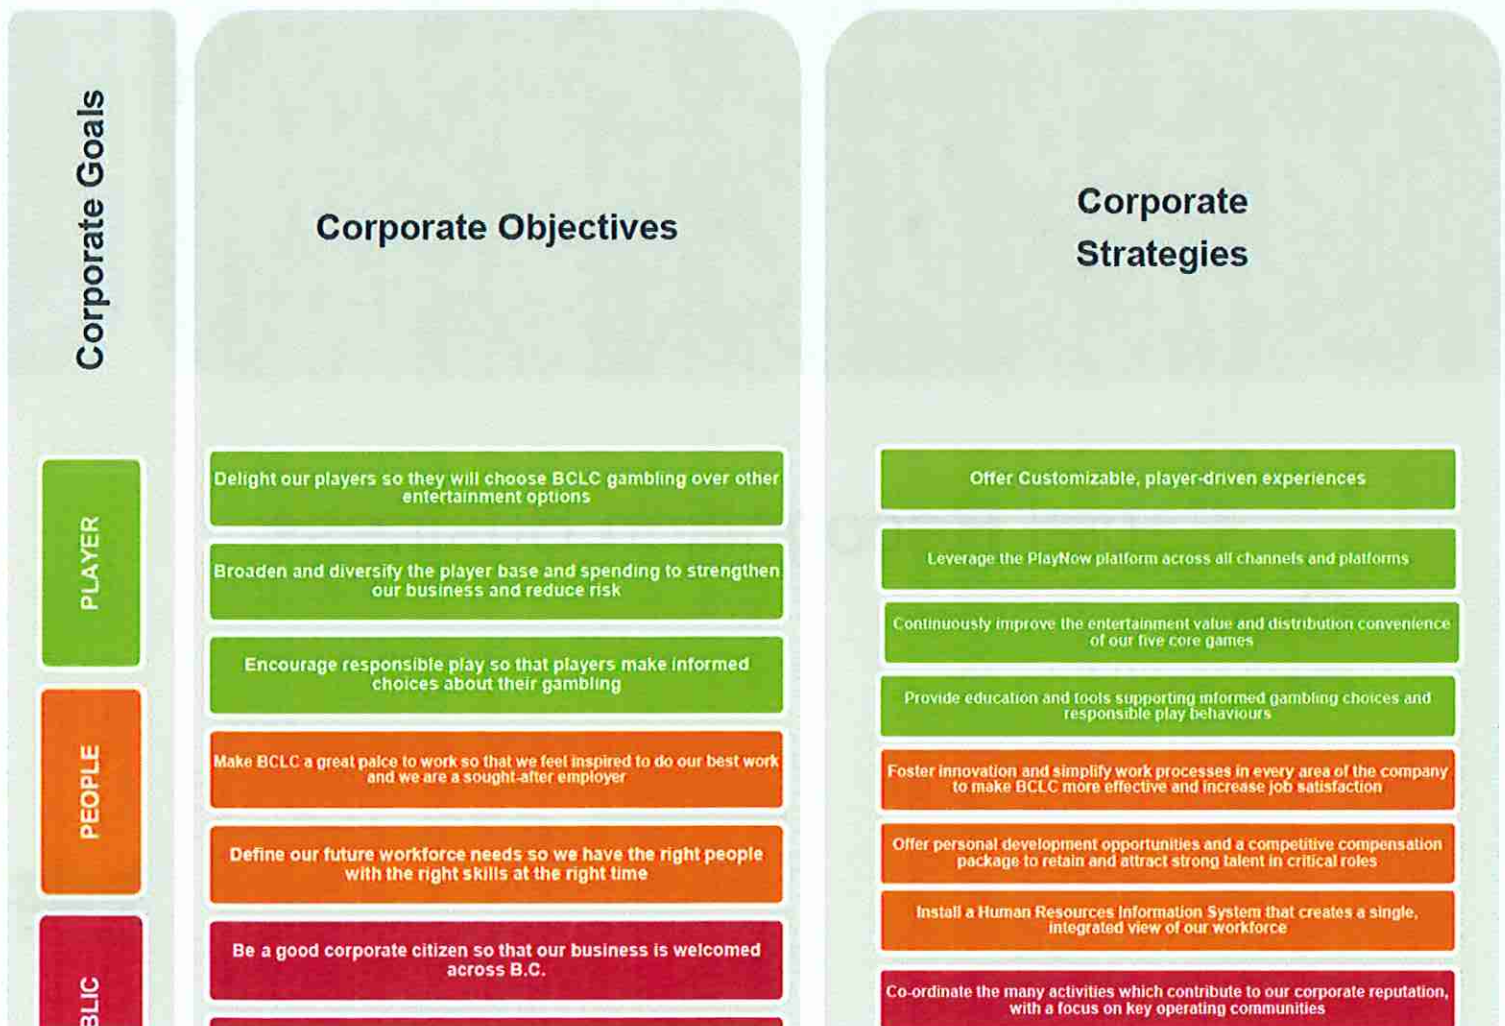 Corporate Goals
Corporate Objectives
Corporate
Strategies
PLAYER
Delight our players so they will choose BCLC gambling over other
entertainment options
Broaden and diversify the player base and spending to strengthen
our business and reduce risk
Encourage responsible play so that players make informed
choices about their gambling
Offer Customizable, player-driven experiences
Leverage the PlayNow platform across all channels and platforms
Continuously improve the entertainment value and distribution convenience
of our five core games
Provide education and tools supporting informed gambling choices and
responsible play behaviours
PEOPLE
Make BCLC a great palce to work so that we feel inspired to do our best work
and we are a sought-after employer
Define our future workforce needs so we have the right people
with the right skills at the right time
Foster innovation and simplify work processes in every area of the company
to make BCLC more effective and increase job satisfaction
Offer personal development opportunities and a competitive compensation
package to retain and attract strong talent in critical roles
Install a Human Resources Information System that creates a single,
integrated view of our workforce
BLIC
Be a good corporate citizen so that our business is welcomed
across B.C.
Co-ordinate the many activities which contribute to our corporate reputation,
with a focus on key operating communities